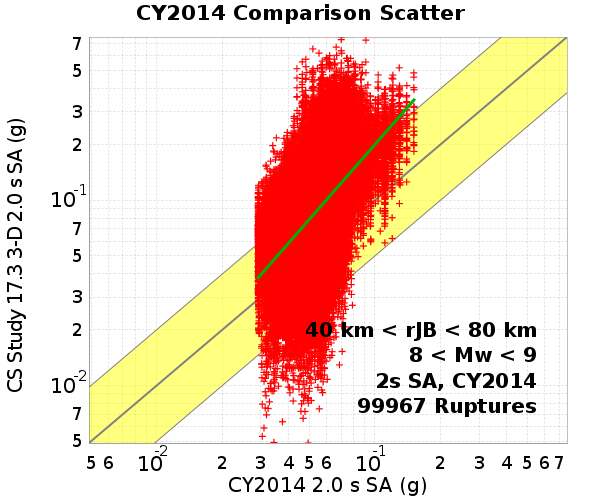 CY2014 Comparison Scatter
7
5
3
2
10-1
7
5
3
2
10-2
7
5
CS Study 17.3 3-D 2.0 s SA (g)
40 km < rJB < 80 km
8 < Mw < 9
2s SA, CY2014
99967 Ruptures
5 6 10-2 2 3 4 5 6 10-1 2 3 4 5 6 7
CY2014 2.0 s SA (g)